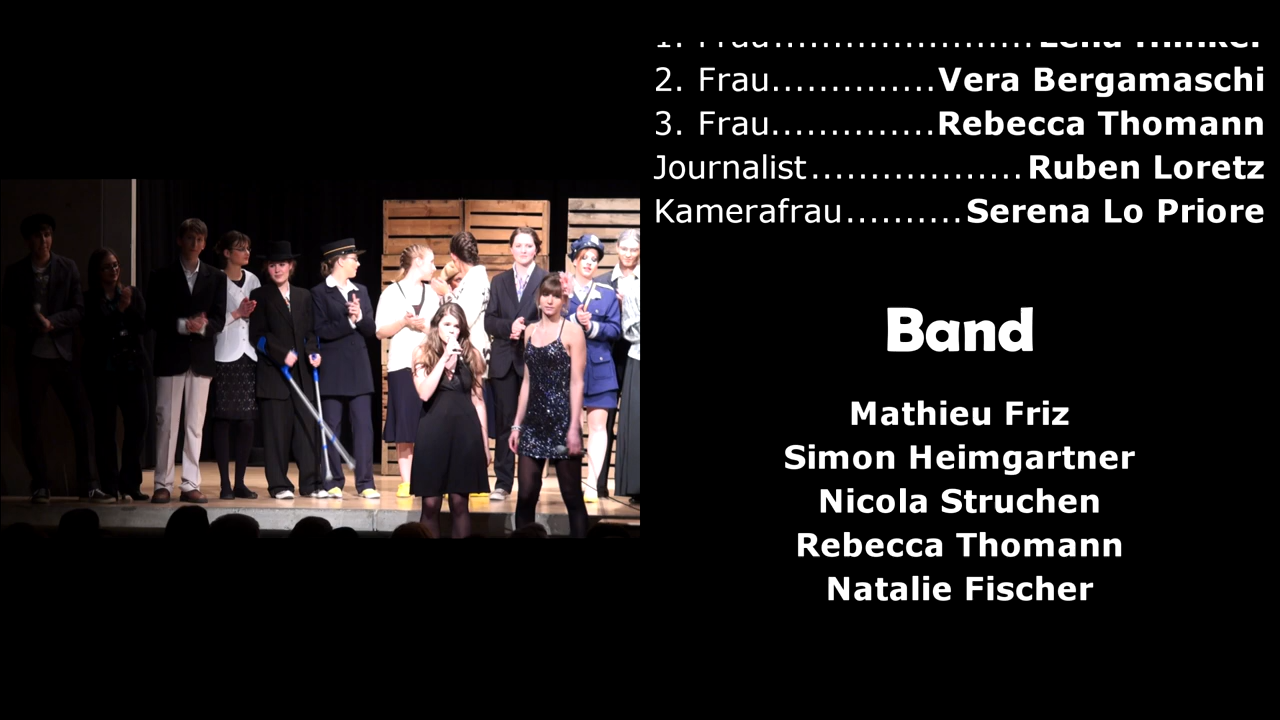 2. Frau..............Vera Bergamaschi
3. Frau..............Rebecca Thomann
Journalist..................Ruben Loretz
Kamerafrau..........Serena Lo Priore
Band
Mathieu Friz
Simon Heimgartner
Nicola Struchen
Rebecca Thomann
Natalie Fischer